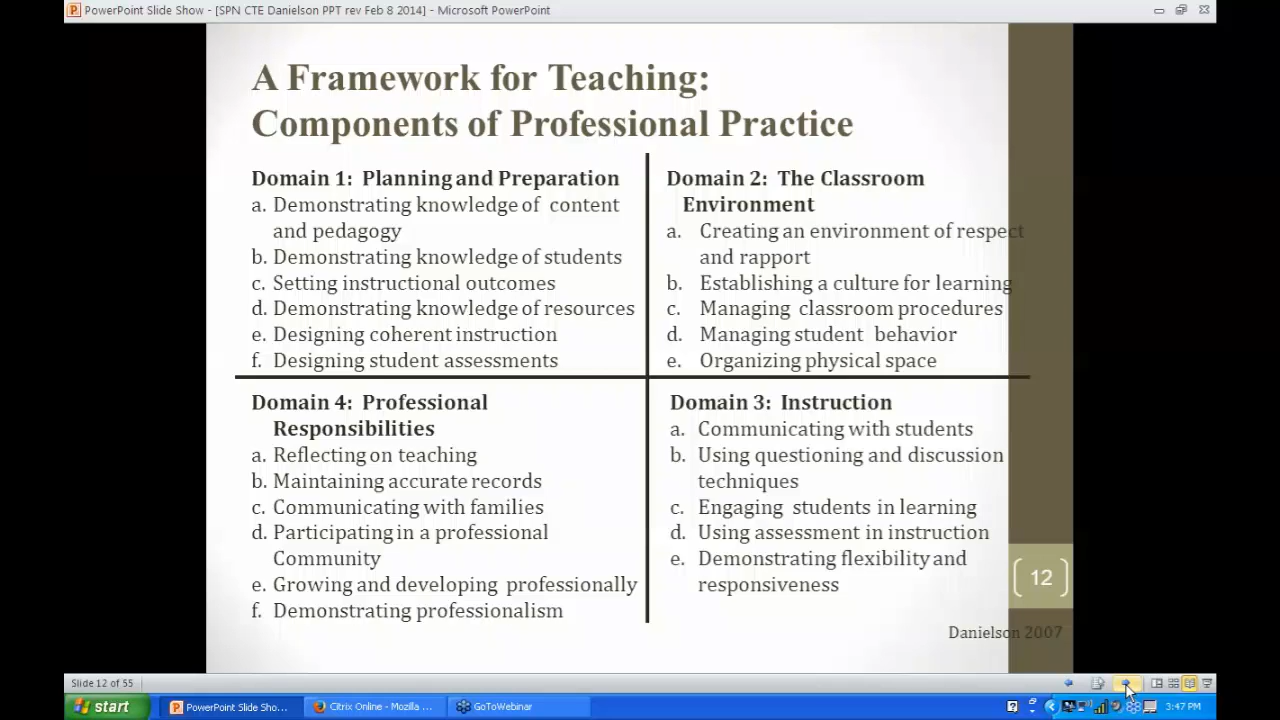 PowerPoint Slide Show - [SPN CTE Danielson PPT rev Feb 8 2014] - Microsoft PowerPoint
A Framework for Teaching:
Components of Professional Practice
Domain 1: Planning and Preparation
a. Demonstrating knowledge of content
and pedagogy
b. Demonstrating knowledge of students
c. Setting instructional outcomes
d. Demonstrating knowledge of resources
e. Designing coherent instruction
f. Designing student assessments
Domain 2: The Classroom
Environment
a. Creating an environment of respect
and rapport
b. Establishing a culture for learning
c. Managing classroom procedures
d. Managing student behavior
e. Organizing physical space
Domain 4: Professional
Responsibilities
a. Reflecting on teaching
b. Maintaining accurate records
c. Communicating with families
d. Participating in a professional
Community
e. Growing and developing professionally
f. Demonstrating professionalism
Domain 3: Instruction
a. Communicating with students
b. Using questioning and discussion
techniques
c. Engaging students in learning
d. Using assessment in instruction
e. Demonstrating flexibility and
responsiveness
12
Danielson 2007
Slide 12 of 55
start
PowerPoint Slide Sho...
Citrix Online - Mozilla ...
GoToWebinar
3:47 PM